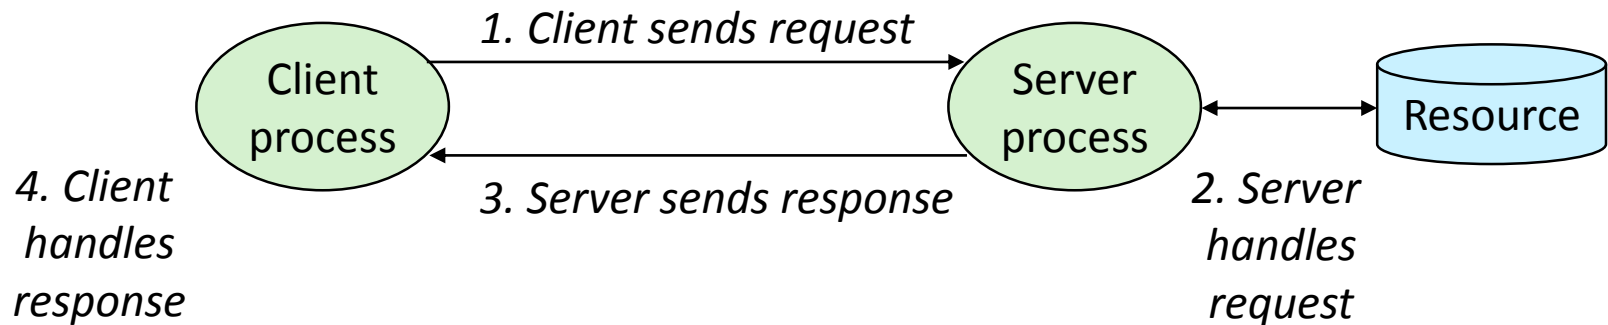 1. Client sends request
Client
process
Server
process
Resource
3. Server sends response
2. Server
handles
request
4. Client
handles
response